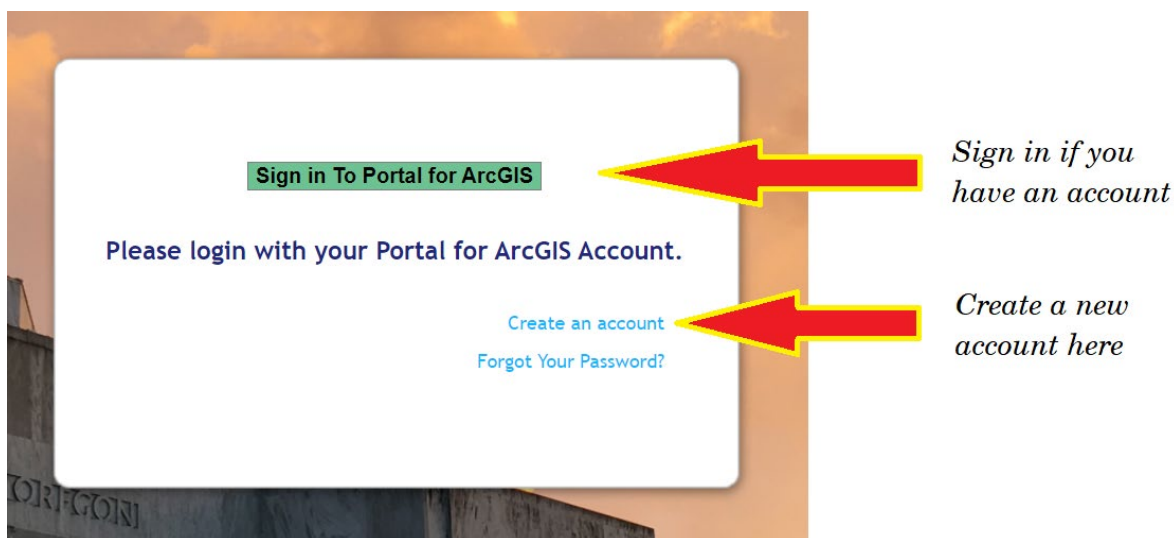 Sign in To Portal for ArcGIS
Sign in if you
have an account
Please login with your Portal for ArcGIS Account.
Create an account
Create a new
account here
Forgot Your Password?
OREGON